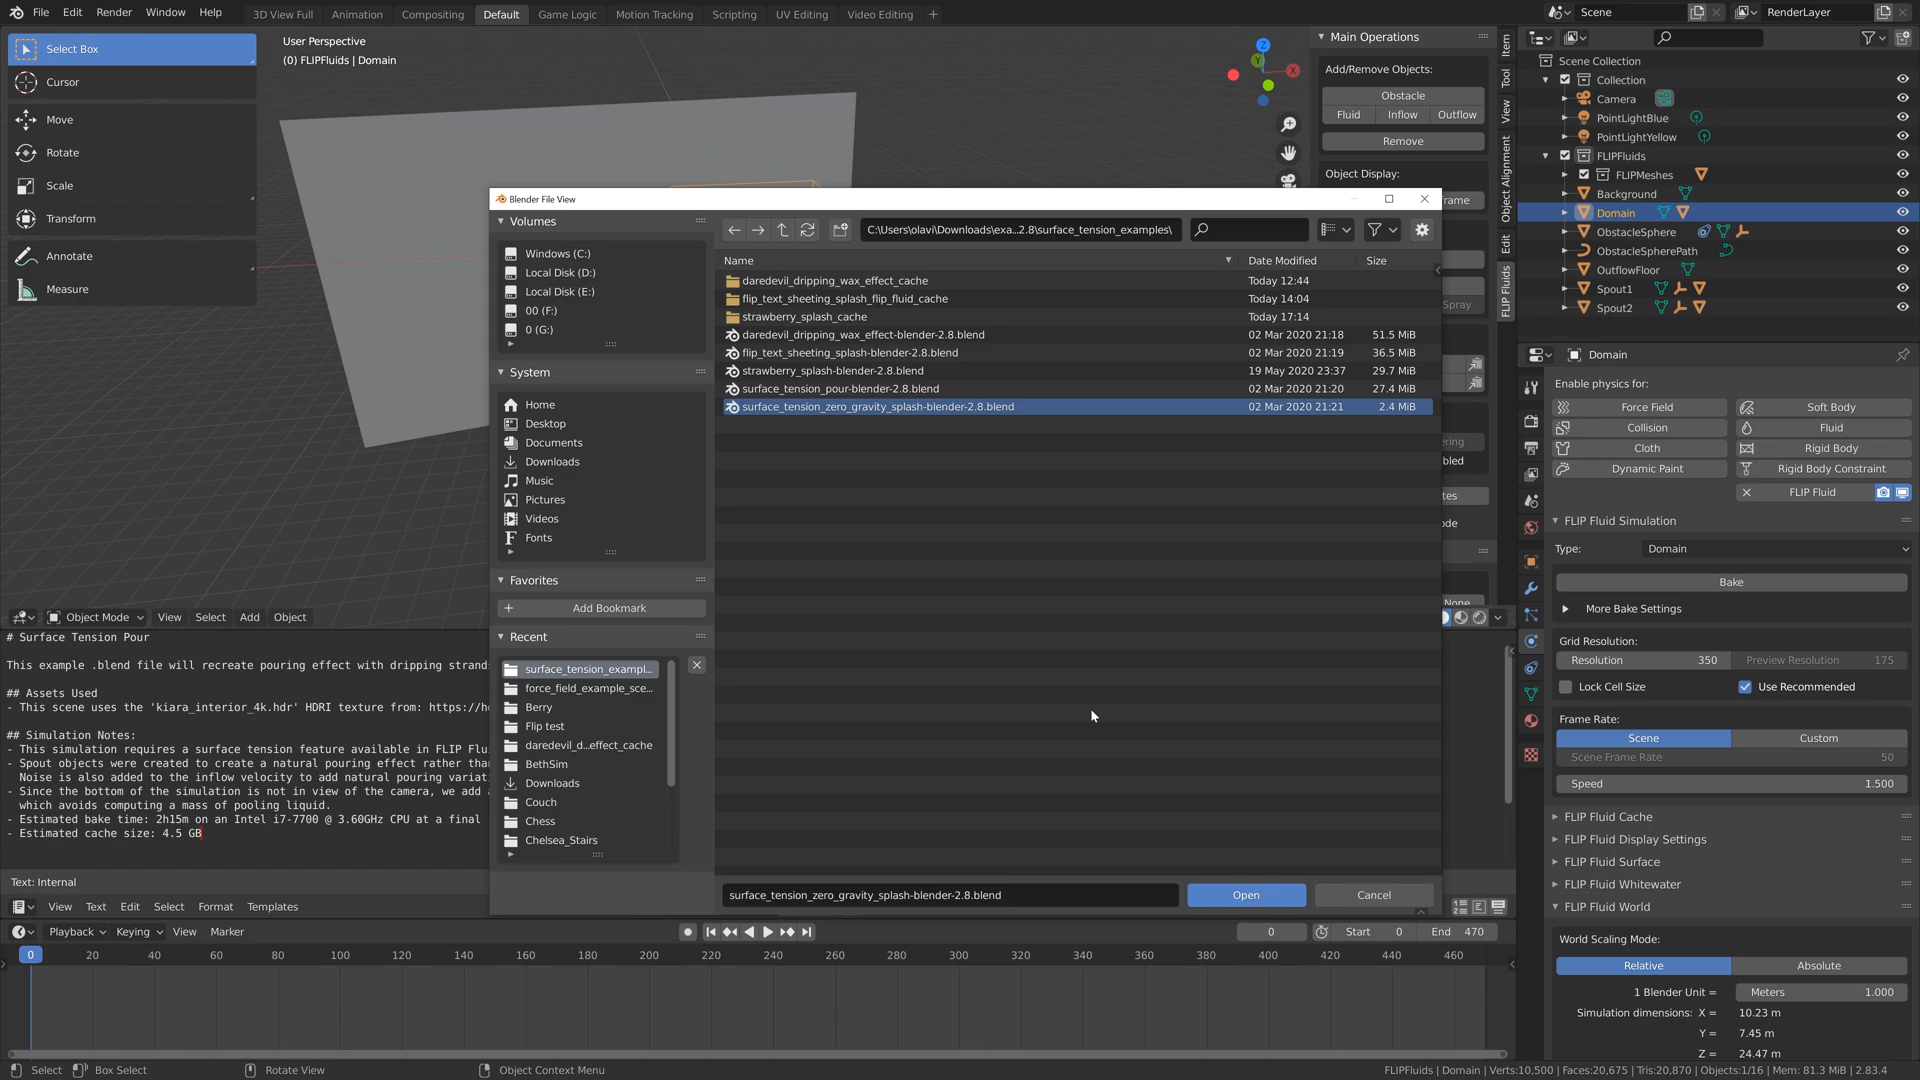 File Edit Render Window Help
3D View Full Animation Compositing Default Game Logic Motion Tracking Scripting UV Editing Video Editing +
Scene RenderLayer
Select Box
Cursor
Move
Rotate
Scale
Transform
Annotate
Measure
User Perspective
(0) FLIPFluids | Domain
Z
Y
X
Main Operations
Add/Remove Objects:
Obstacle
Fluid Inflow Outflow
Remove
Object Display:
rame
Spray
ering
bled
tes
ode
None
Item
Tool
View
Object Alignment
Edit
FLIP Fluids
Scene Collection
Collection
Camera
PointLightBlue
PointLightYellow
FLIPFluids
FLIPMeshes
Background
Domain
ObstacleSphere
ObstacleSpherePath
OutflowFloor
Spout1
Spout2
Blender File View
Volumes
Windows (C:)
Local Disk (D:)
Local Disk (E:)
00 (F:)
0 (G:)
System
Home
Desktop
Documents
Downloads
Music
Pictures
Videos
Fonts
Favorites
+ Add Bookmark
Recent
surface_tension_exampl...
force_field_example_sce...
Berry
Flip test
daredevil_d...effect_cache
BethSim
Downloads
Couch
Chess
Chelsea_Stairs
C:\Users\olavi\Downloads\exa...2.8\surface_tension_examples\
Name Date Modified Size
daredevil_dripping_wax_effect_cache Today 12:44
flip_text_sheeting_splash_flip_fluid_cache Today 14:04
strawberry_splash_cache Today 17:14
daredevil_dripping_wax_effect-blender-2.8.blend 02 Mar 2020 21:18 51.5 MiB
flip_text_sheeting_splash-blender-2.8.blend 02 Mar 2020 21:19 36.5 MiB
strawberry_splash-blender-2.8.blend 19 May 2020 23:37 29.7 MiB
surface_tension_pour-blender-2.8.blend 02 Mar 2020 21:20 27.4 MiB
surface_tension_zero_gravity_splash-blender-2.8.blend 02 Mar 2020 21:21 2.4 MiB
surface_tension_zero_gravity_splash-blender-2.8.blend Open Cancel
Domain
Enable physics for:
Force Field Soft Body
Collision Fluid
Cloth Rigid Body
Dynamic Paint Rigid Body Constraint
FLIP Fluid
FLIP Fluid Simulation
Type: Domain
Bake
More Bake Settings
Grid Resolution:
Resolution 350 Preview Resolution 175
Lock Cell Size Use Recommended
Frame Rate:
Scene Custom
Scene Frame Rate 50
Speed 1.500
FLIP Fluid Cache
FLIP Fluid Display Settings
FLIP Fluid Surface
FLIP Fluid Whitewater
FLIP Fluid World
World Scaling Mode:
Relative Absolute
1 Blender Unit = Meters 1.000
Simulation dimensions: X = 10.23 m
Y = 7.45 m
Z = 24.47 m
Object Mode View Select Add Object
# Surface Tension Pour
This example .blend file will recreate pouring effect with dripping strands
## Assets Used
- This scene uses the 'kiara_interior_4k.hdr' HDRI texture from: https://h
## Simulation Notes:
- This simulation requires a surface tension feature available in FLIP Flu
- Spout objects were created to create a natural pouring effect rather tha
Noise is also added to the inflow velocity to add natural pouring variat
- Since the bottom of the simulation is not in view of the camera, we add a
which avoids computing a mass of pooling liquid.
- Estimated bake time: 2h15m on an Intel i7-7700 @ 3.60GHz CPU at a final
- Estimated cache size: 4.5 GB
Text: Internal
View Text Edit Select Format Templates
Playback Keying View Marker
0 Start 0 End 470
0 20 40 60 80 100 120 140 160 180 200 220 240 260 280 300 320 340 360 380 400 420 440 460
Select Box Select Rotate View Object Context Menu
FLIPFluids | Domain | Verts:10,500 | Faces:20,675 | Tris:20,870 | Objects:1/16 | Mem: 81.3 MiB | 2.83.4